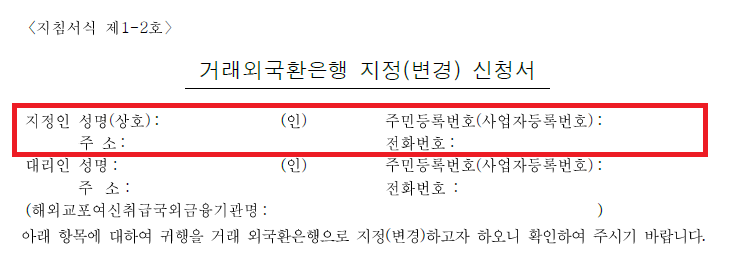 <지침서식 제1-2호>
거래외국환은행 지정(변경) 신청서
지정인 성명(상호) : (인) 주민등록번호(사업자등록번호) :
주 소 : 전화번호 :
대리인 성명 : (인) 주민등록번호(사업자등록번호) :
주 소 : 전화번호 :
(해외교포여신취급국외금융기관명 : )
아래 항목에 대하여 귀행을 거래 외국환은행으로 지정(변경)하고자 하오니 확인하여 주시기 바랍니다.